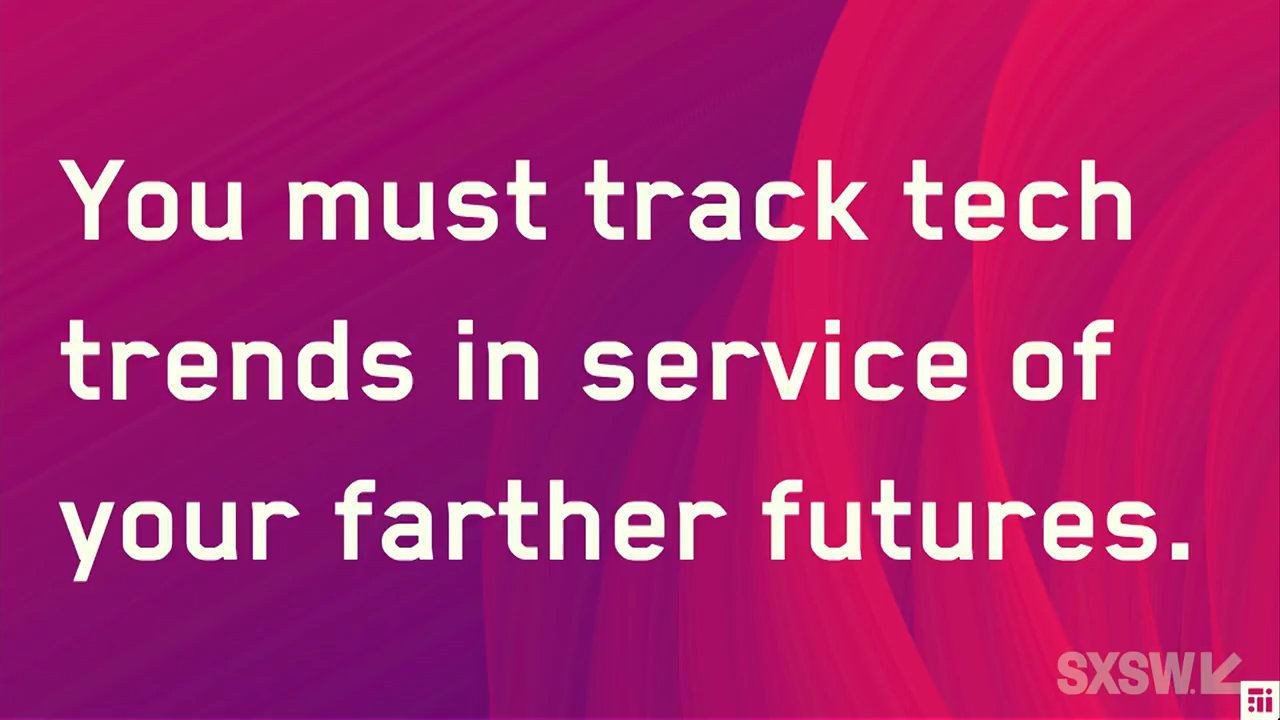 You must track tech
trends in service of
your farther futures.
SXSW.